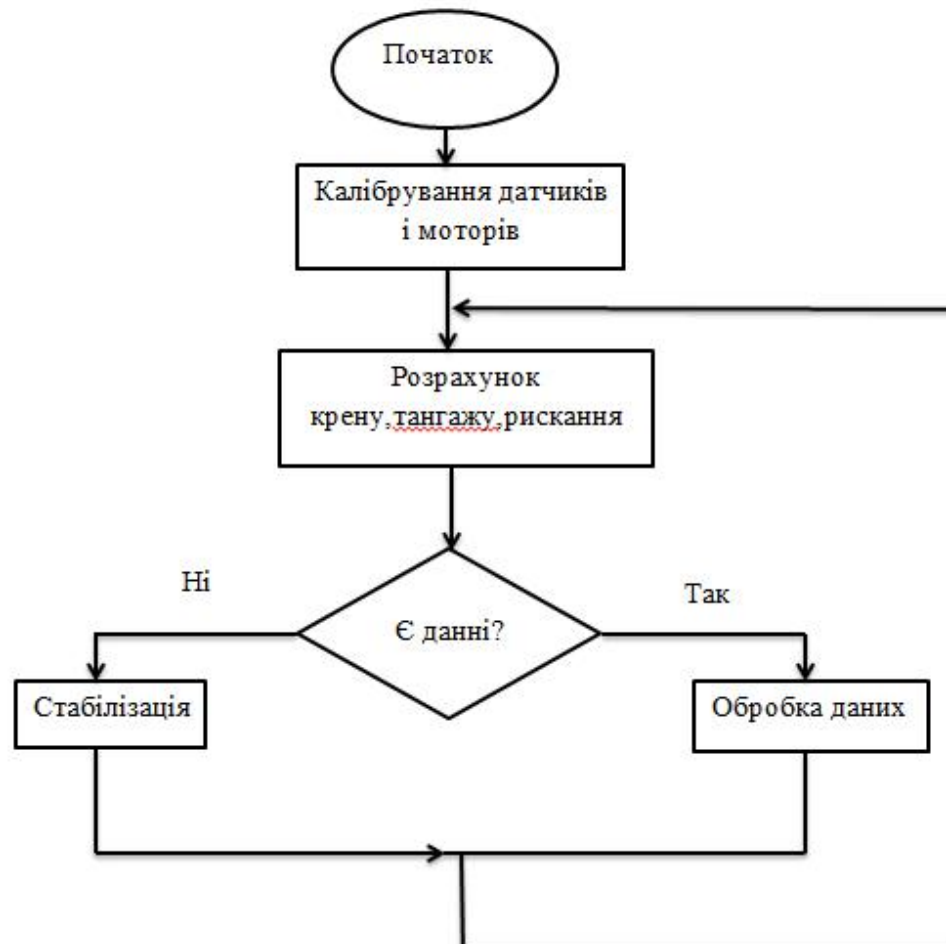 Початок
Калібрування датчиків
і моторів
Розрахунок
крену,тангажу,рискання
Ні
Так
Є данні?
Стабілізація
Обробка даних